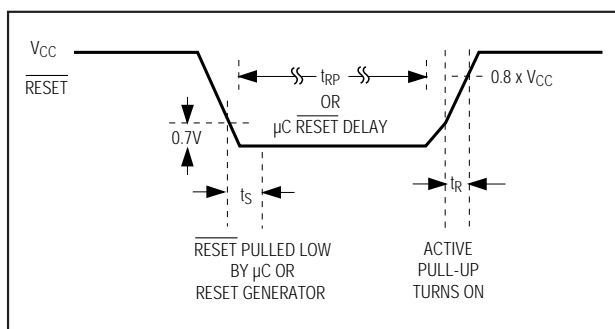 VCC
RESET
tRP
OR
µC RESET DELAY
0.8 x VCC
0.7V
tS
tR
RESET PULLED LOW
BY µC OR
RESET GENERATOR
ACTIVE
PULL-UP
TURNS ON